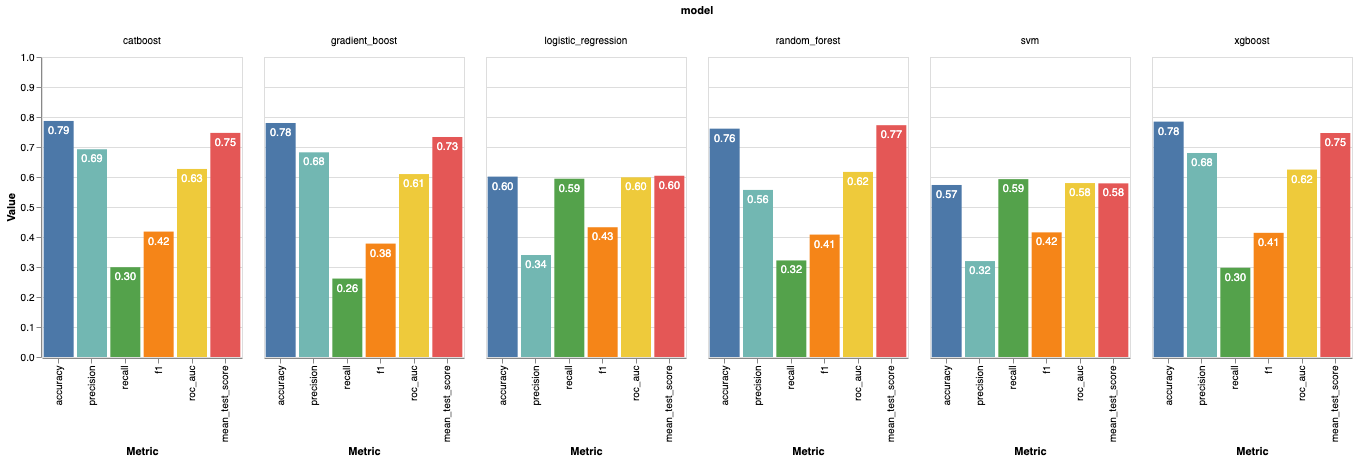 model
catboost gradient_boost logistic_regression random_forest svm xgboost
Value
1.0
0.9
0.8
0.7
0.6
0.5
0.4
0.3
0.2
0.1
0.0
0.79 0.69 0.30 0.42 0.63 0.75
0.78 0.68 0.26 0.38 0.61 0.73
0.60 0.34 0.59 0.43 0.60 0.60
0.76 0.56 0.32 0.41 0.62 0.77
0.57 0.32 0.59 0.42 0.58 0.58
0.78 0.68 0.30 0.41 0.62 0.75
accuracy precision recall f1 roc_auc mean_test_score
accuracy precision recall f1 roc_auc mean_test_score
accuracy precision recall f1 roc_auc mean_test_score
accuracy precision recall f1 roc_auc mean_test_score
accuracy precision recall f1 roc_auc mean_test_score
accuracy precision recall f1 roc_auc mean_test_score
Metric Metric Metric Metric Metric Metric